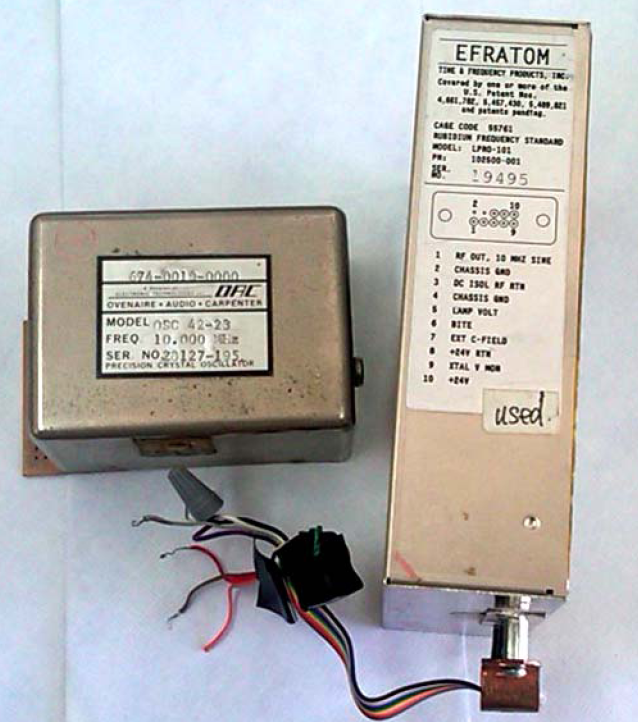 674-0019-0000
OAC
OVENAIRE • AUDIO • CARPENTER
MODEL OSC 42-23
FREQ. 10.000 MHz
SER. NO. 20127-195
PRECISION CRYSTAL OSCILLATOR
EFRATOM
TIME & FREQUENCY PRODUCTS, INC.
Covered by one or more of the
U.S. Patent Nos.
4,661,782, 5,457,430, 5,489,821
and patents pending.
CAGE CODE 55761
RUBIDIUM FREQUENCY STANDARD
MODEL: LPRO-101
PN: 102500-001
SER. NO. 19495
2 10
1 9
1 RF OUT, 10 MHZ SINE
2 CHASSIS GND
3 DC ISOL RF RTN
4 CHASSIS GND
5 LAMP VOLT
6 BITE
7 EXT C-FIELD
8 +24V RTN
9 XTAL V MON
10 +24V
used